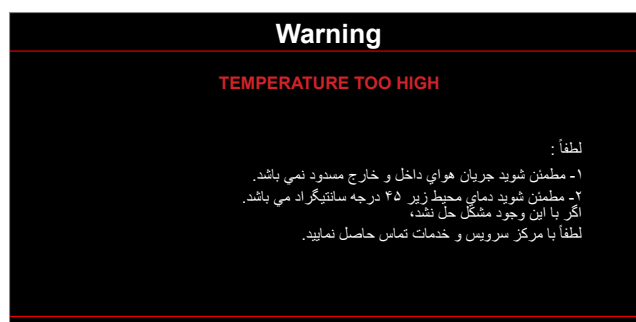 Warning
TEMPERATURE TOO HIGH
لطفاً :
۱- مطمئن شويد جريان هواي داخل و خارج مسدود نمي باشد.
۲- مطمئن شويد دماي محيط زير ۴۵ درجه سانتيگراد مي باشد.
اگر با اين وجود مشكل حل نشد،
لطفاً با مركز سرويس و خدمات تماس حاصل نماييد.